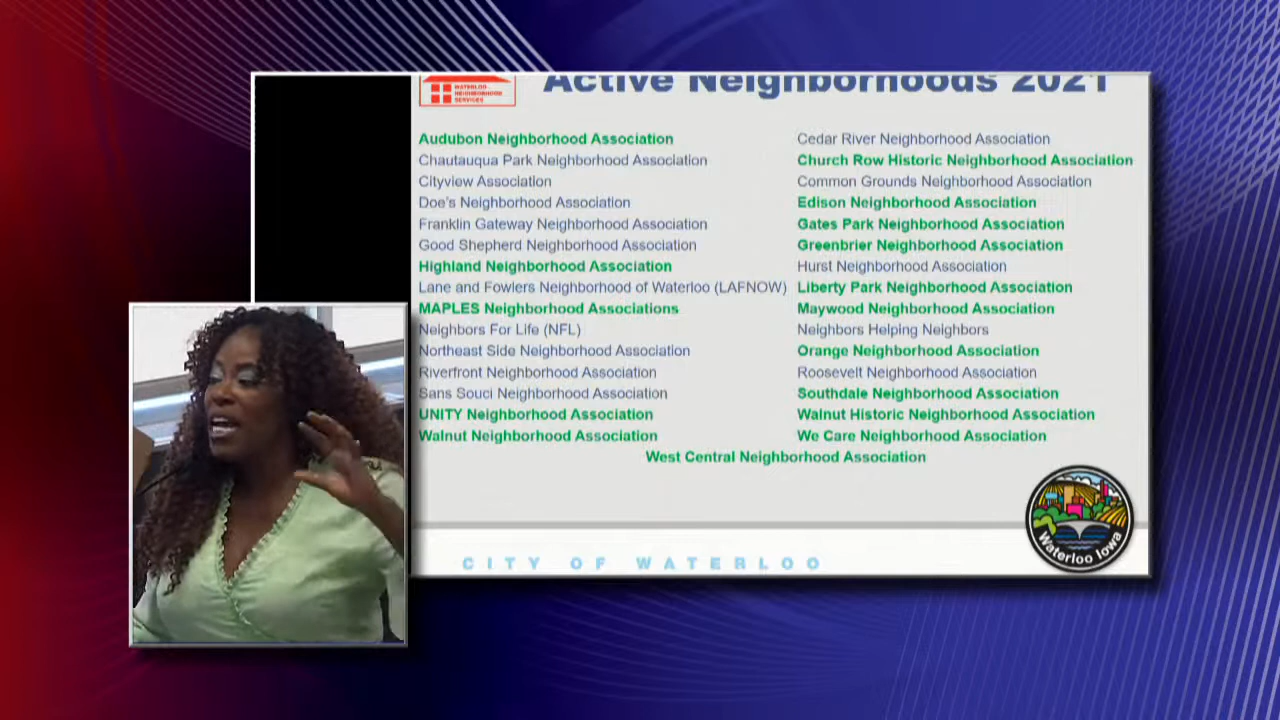 WATERLOO
NEIGHBORHOOD
SERVICES
Active Neighborhoods 2021
Audubon Neighborhood Association
Chautauqua Park Neighborhood Association
Cityview Association
Doe's Neighborhood Association
Franklin Gateway Neighborhood Association
Good Shepherd Neighborhood Association
Highland Neighborhood Association
Lane and Fowlers Neighborhood of Waterloo (LAFNOW)
MAPLES Neighborhood Associations
Neighbors For Life (NFL)
Northeast Side Neighborhood Association
Riverfront Neighborhood Association
Sans Souci Neighborhood Association
UNITY Neighborhood Association
Walnut Neighborhood Association
Cedar River Neighborhood Association
Church Row Historic Neighborhood Association
Common Grounds Neighborhood Association
Edison Neighborhood Association
Gates Park Neighborhood Association
Greenbrier Neighborhood Association
Hurst Neighborhood Association
Liberty Park Neighborhood Association
Maywood Neighborhood Association
Neighbors Helping Neighbors
Orange Neighborhood Association
Roosevelt Neighborhood Association
Southdale Neighborhood Association
Walnut Historic Neighborhood Association
We Care Neighborhood Association
West Central Neighborhood Association
CITY OF WATERLOO
Waterloo Iowa